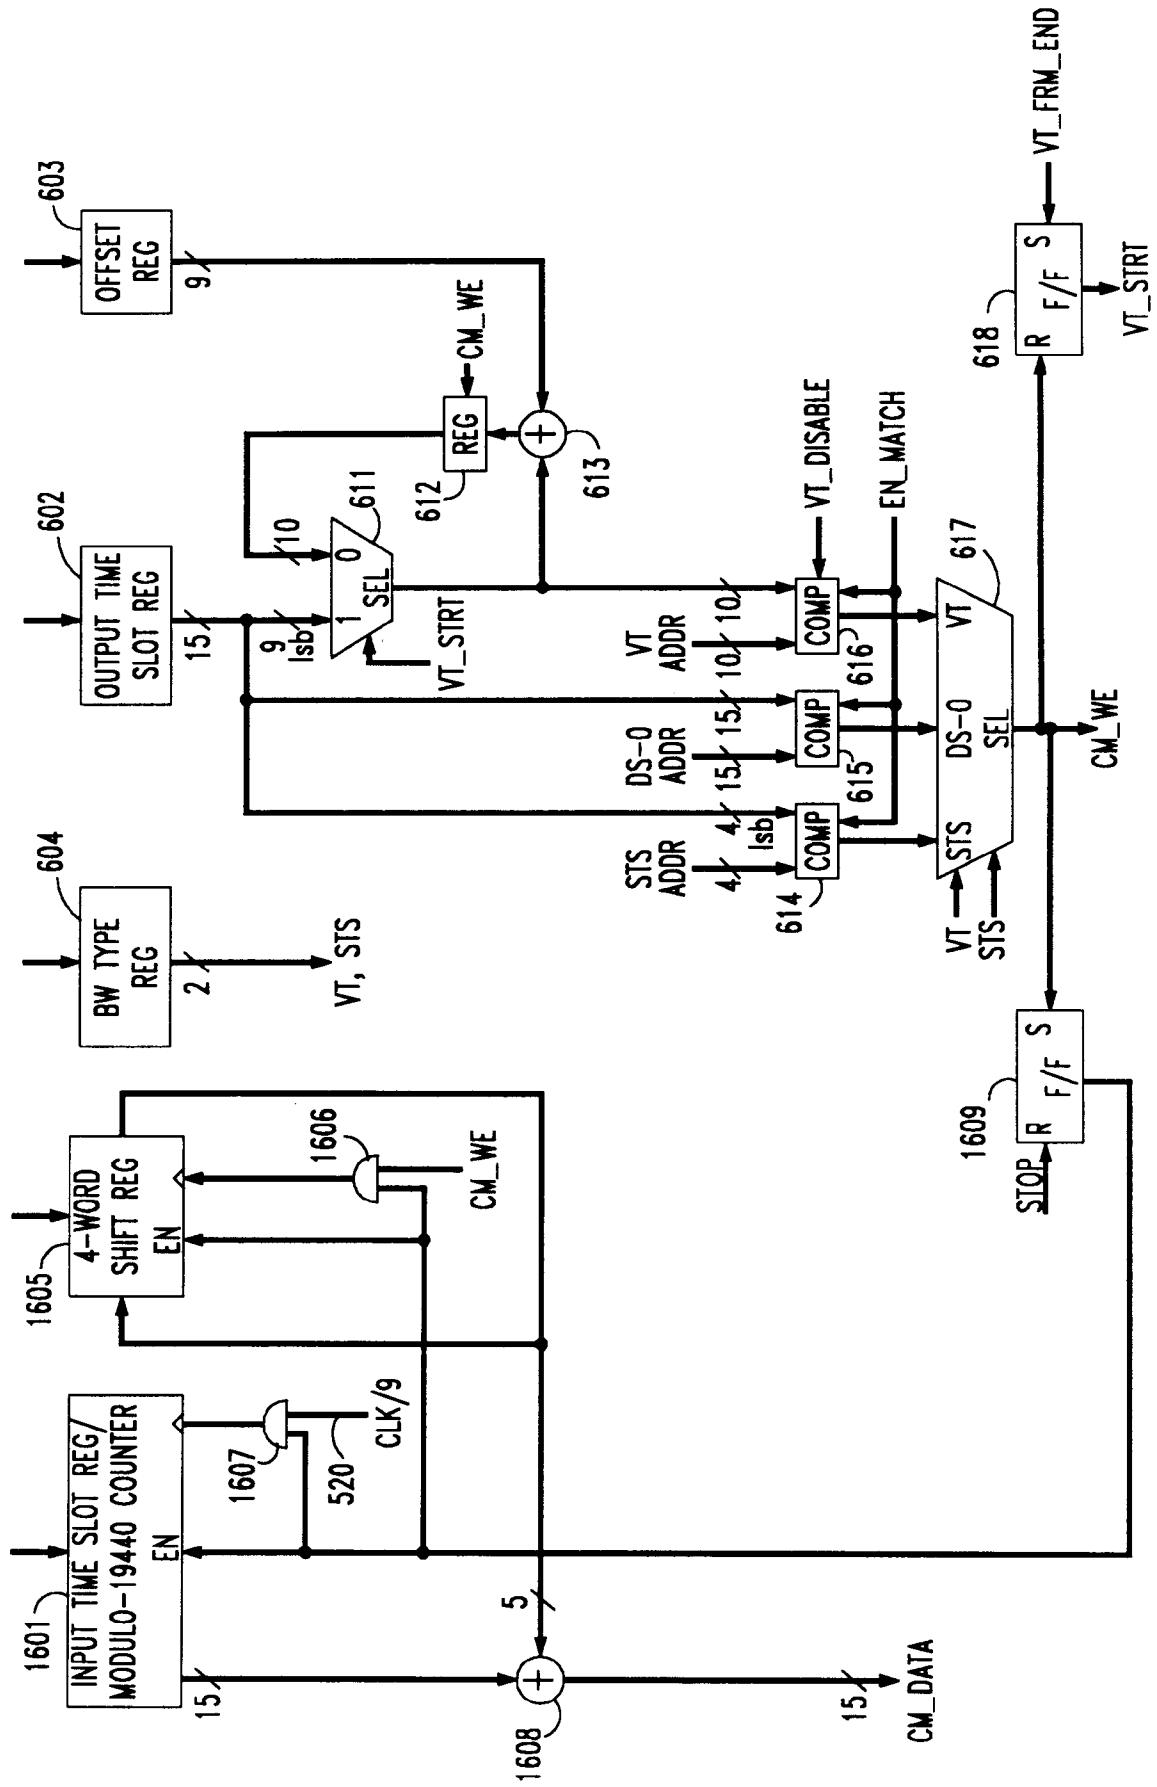 1601
INPUT TIME SLOT REG/
MODULO-19440 COUNTER
EN
15
1607
520
CLK/9
1605
4-WORD
SHIFT REG
EN
1606
CM_WE
5
1608
15
CM_DATA
604
BW TYPE
REG
2
VT, STS
602
OUTPUT TIME
SLOT REG
15
9
lsb
10
1
0
SEL
611
VT_STRT
603
OFFSET
REG
9
REG
612
CM_WE
613
STS
ADDR
4
4
lsb
COMP
614
DS-0
ADDR
15
15
COMP
615
VT
ADDR
10
10
COMP
616
VT_DISABLE
EN_MATCH
STS
DS-0
VT
SEL
617
VT
STS
CM_WE
1609
R
S
F/F
STOP
618
R
S
F/F
VT_FRM_END
VT_STRT